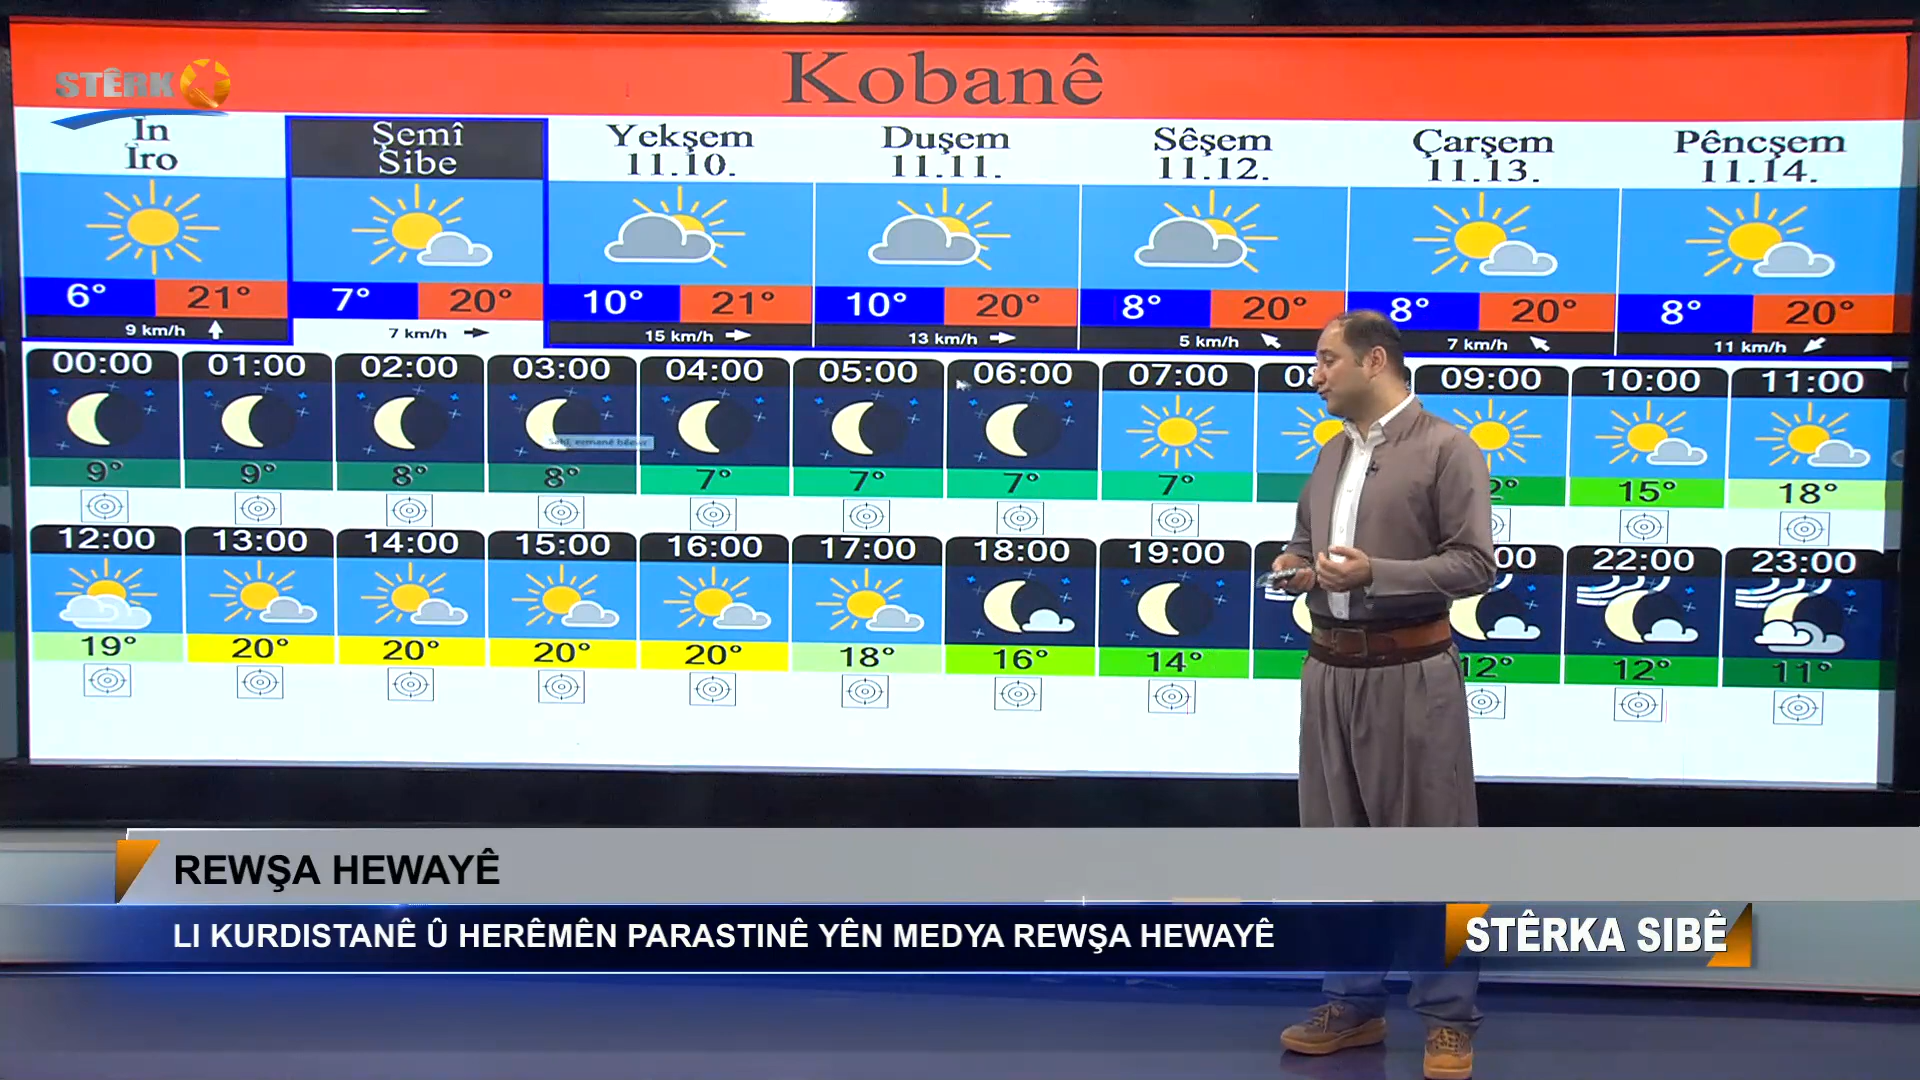 STÊRK
Kobanê
În
Îro
Şemî
Sibe
Yekşem
11.10.
Duşem
11.11.
Sêşem
11.12.
Çarşem
11.13.
Pêncşem
11.14.
6° 21° 7° 20° 10° 21° 10° 20° 8° 20° 8° 20° 8° 20°
9 km/h 7 km/h 15 km/h 13 km/h 5 km/h 7 km/h 11 km/h
00:00 01:00 02:00 03:00 04:00 05:00 06:00 07:00 09:00 10:00 11:00
9° 9° 8° 8° 7° 7° 7° 7° 15° 18°
12:00 13:00 14:00 15:00 16:00 17:00 18:00 19:00 22:00 23:00
19° 20° 20° 20° 20° 18° 16° 14° 12° 12° 11°
REWŞA HEWAYÊ
LI KURDISTANÊ Û HERÊMÊN PARASTINÊ YÊN MEDYA REWŞA HEWAYÊ
STÊRKA SIBÊ